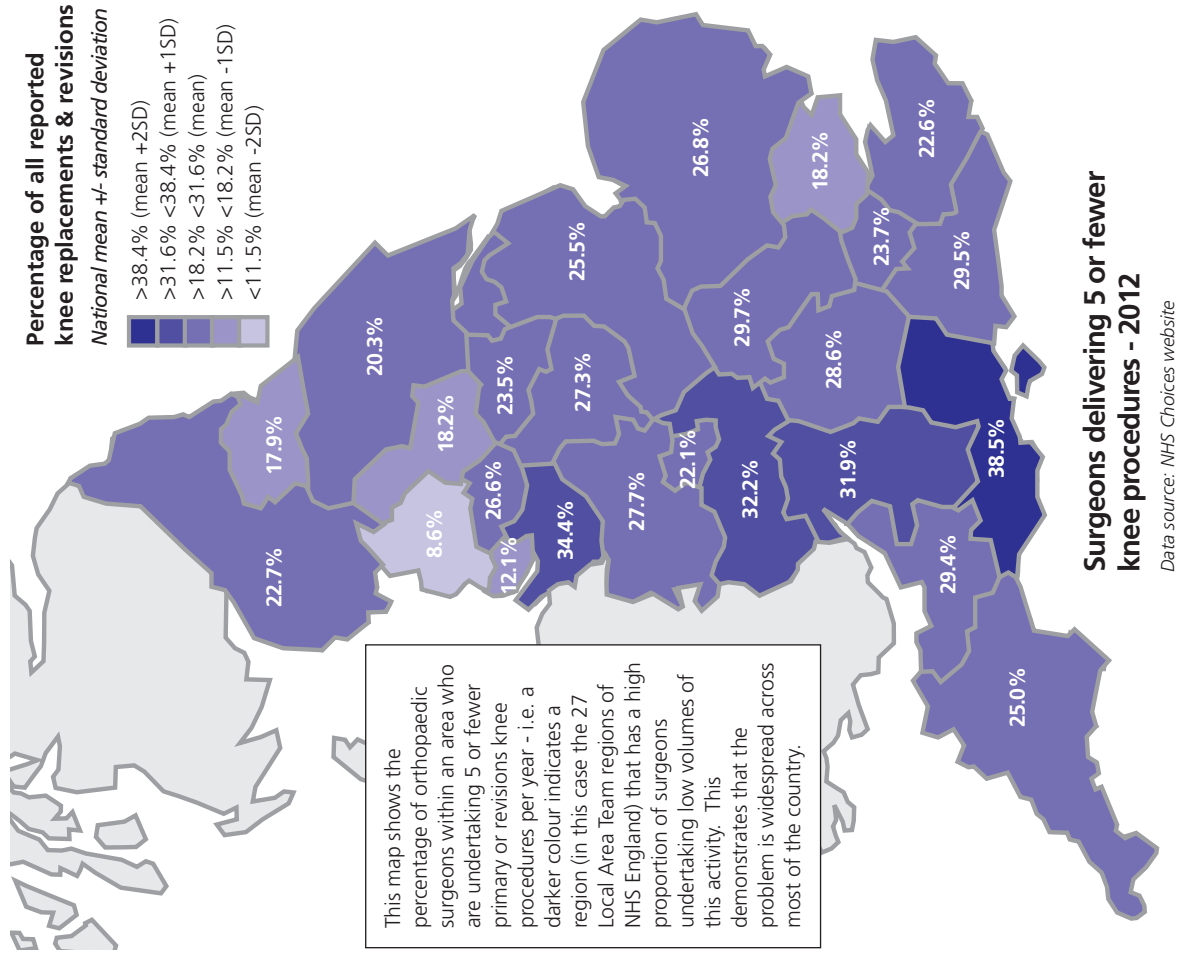 Percentage of all reported
knee replacements & revisions
National mean +/- standard deviation
>38.4% (mean +2SD)
>31.6% <38.4% (mean +1SD)
>18.2% <31.6% (mean)
>11.5% <18.2% (mean -1SD)
<11.5% (mean -2SD)
22.7%
17.9%
20.3%
8.6%
18.2%
12.1%
26.6%
23.5%
34.4%
27.3%
25.5%
27.7%
22.1%
32.2%
29.7%
26.8%
31.9%
28.6%
18.2%
29.4%
38.5%
23.7%
22.6%
29.5%
25.0%
This map shows the
percentage of orthopaedic
surgeons within an area who
are undertaking 5 or fewer
primary or revisions knee
procedures per year - i.e. a
darker colour indicates a
region (in this case the 27
Local Area Team regions of
NHS England) that has a high
proportion of surgeons
undertaking low volumes of
this activity. This
demonstrates that the
problem is widespread across
most of the country.
Surgeons delivering 5 or fewer
knee procedures - 2012
Data source: NHS Choices website